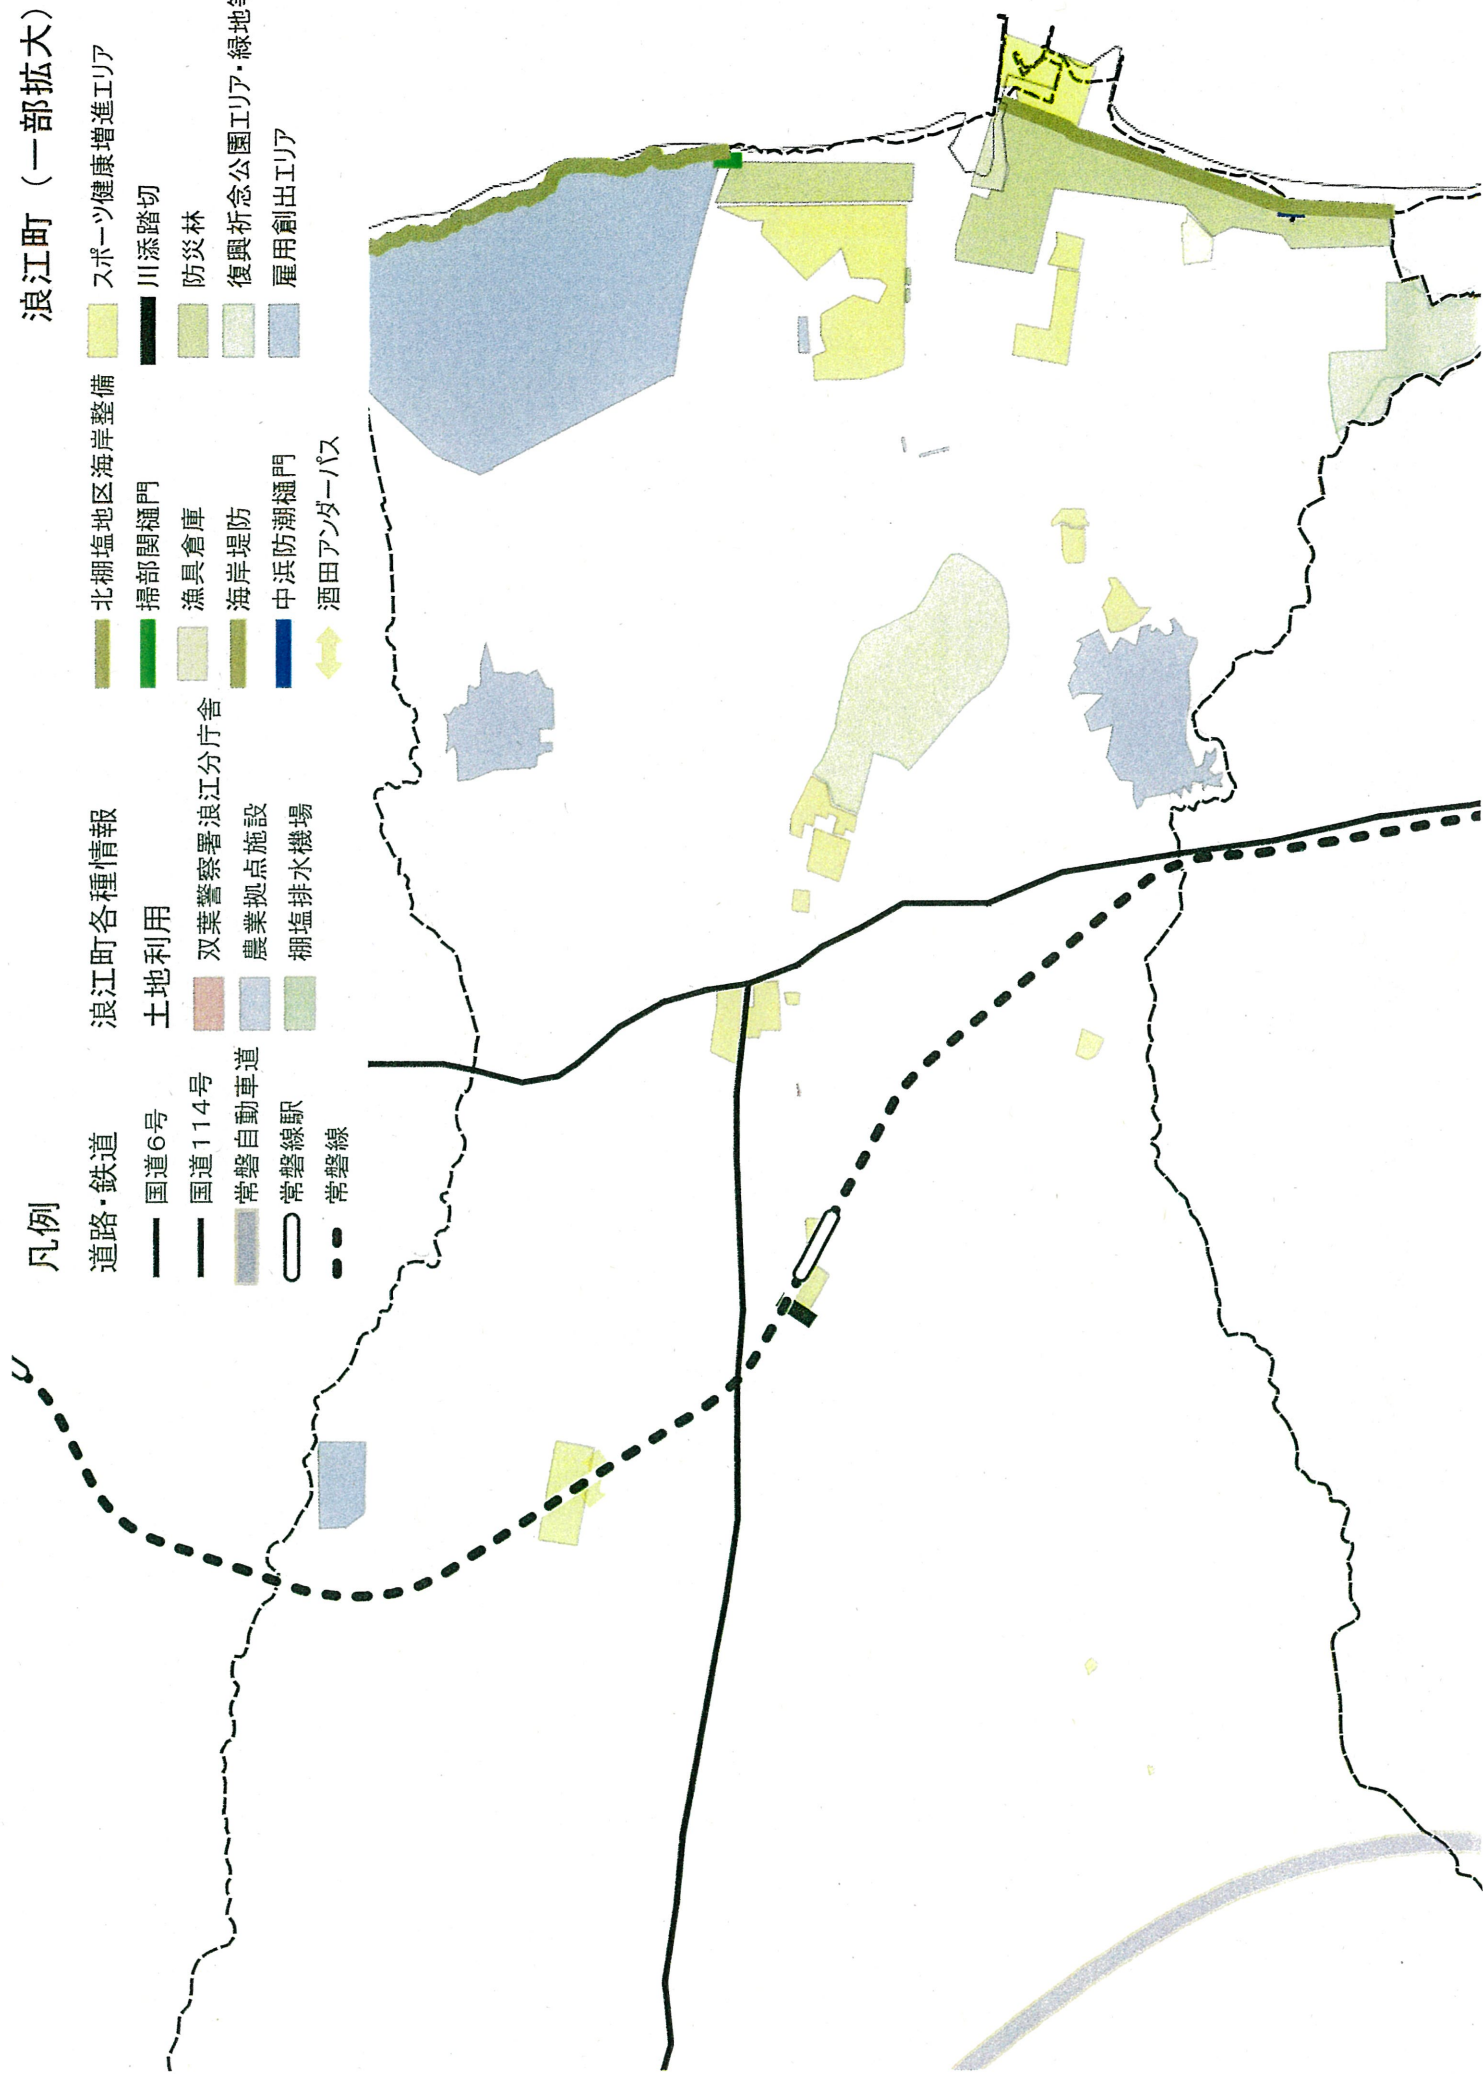 浪江町（一部拡大）
凡例
道路・鉄道
国道6号
国道114号
常磐自動車道
常磐線駅
常磐線
浪江町各種情報
土地利用
双葉警察署浪江分庁舎
農業拠点施設
棚塩排水機場
北棚塩地区海岸整備
掃部関樋門
漁具倉庫
海岸堤防
中浜防潮樋門
酒田アンダーパス
スポーツ健康増進エリア
川添踏切
防災林
復興祈念公園エリア・緑地等
雇用創出エリア